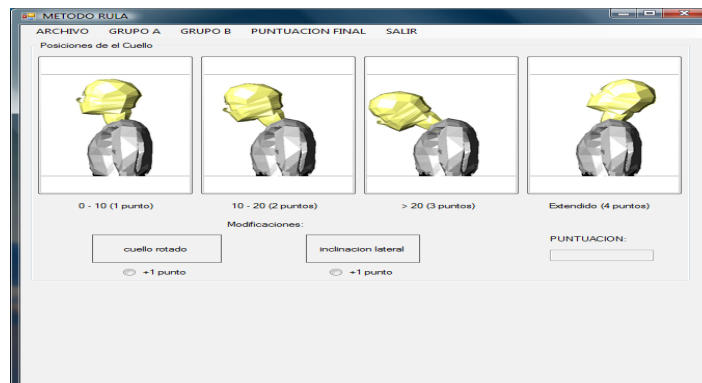 METODO RULA
ARCHIVO GRUPO A GRUPO B PUNTUACION FINAL SALIR
Posiciones de el Cuello
0 - 10 (1 punto) 10 - 20 (2 puntos) > 20 (3 puntos) Extendido (4 puntos)
Modificaciones:
cuello rotado inclinacion lateral PUNTUACION:
+1 punto +1 punto